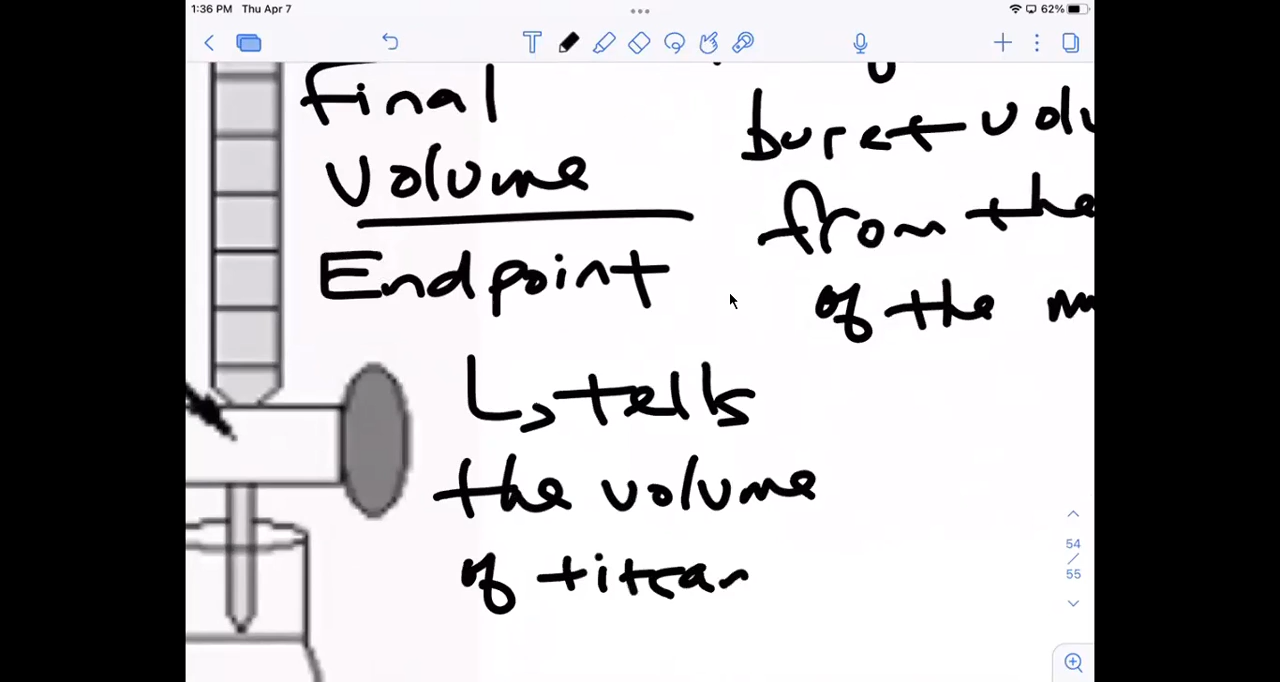 1:36 PM Thu Apr 7
62%
final
volume
Endpoint
↳ tells
the volume
of titran
buret volu
from the
of the m
54
/
55